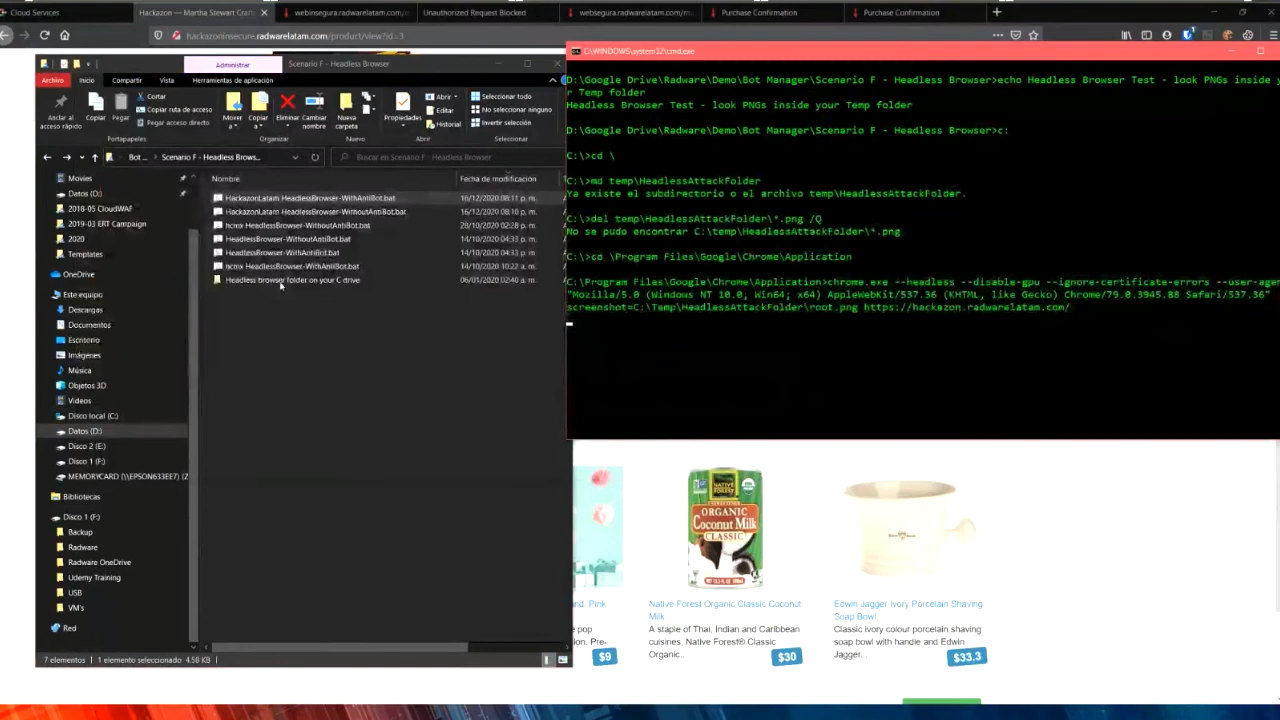 Cloud Services
Hackazon — Martha Stewart Crafts
webinsegura.radwarelatam.com/m
Unauthorized Request Blocked
websegura.radwarelatam.com/mu
Purchase Confirmation
Purchase Confirmation
hackazoninsecure.radwarelatam.com/product/view?id=3
Administrar
Scenario F - Headless Browser
Archivo
Inicio
Compartir
Vista
Herramientas de aplicación
Anclar al
acceso rápido
Copiar
Pegar
Cortar
Copiar ruta de acceso
Pegar acceso directo
Mover
a
Copiar
a
Eliminar
Cambiar
nombre
Nueva
carpeta
Propiedades
Abrir
Editar
Historial
Seleccionar todo
No seleccionar ninguno
Invertir selección
Portapapeles
Organizar
Nuevo
Abrir
Seleccionar
Bot ...
Scenario F - Headless Brows...
Buscar en Scenario F - Headless Browser
Nombre
Fecha de modificación
HackazonLatam HeadlessBrowser-WithAntiBot.bat
16/12/2020 08:11 p. m.
HackazonLatam HeadlessBrowser-WithoutAntiBot.bat
16/12/2020 08:10 p. m.
hcmx HeadlessBrowser-WithoutAntiBot.bat
28/10/2020 02:28 p. m.
HeadlessBrowser-WithoutAntiBot.bat
14/10/2020 04:33 p. m.
HeadlessBrowser-WithAntiBot.bat
14/10/2020 04:33 p. m.
hcmx HeadlessBrowser-WithAntiBot.bat
14/10/2020 10:22 a. m.
Headless browser folder on your C drive
06/01/2020 02:40 a. m.
Movies
Datos (D:)
2018-05 CloudWAF
2019-03 ERT Campaign
2020
Templates
OneDrive
Este equipo
Descargas
Documentos
Escritorio
Imágenes
Música
Objetos 3D
Videos
Disco local (C:)
Datos (D:)
Disco 2 (E:)
Disco 1 (F:)
MEMORYCARD (\\EPSON633EE7) (Z
Bibliotecas
Disco 1 (F:)
Backup
Radware
Radware OneDrive
Udemy Training
USB
VM's
Red
7 elementos
1 elemento seleccionado 4.58 KB
C:\WINDOWS\system32\cmd.exe
D:\Google Drive\Radware\Demo\Bot Manager\Scenario F - Headless Browser>echo Headless Browser Test - look PNGs inside you
r Temp folder
Headless Browser Test - look PNGs inside your Temp folder
D:\Google Drive\Radware\Demo\Bot Manager\Scenario F - Headless Browser>c:
C:\>cd \
C:\>md temp\HeadlessAttackFolder
Ya existe el subdirectorio o el archivo temp\HeadlessAttackFolder.
C:\>del temp\HeadlessAttackFolder\*.png /Q
No se pudo encontrar C:\temp\HeadlessAttackFolder\*.png
C:\>cd \Program Files\Google\Chrome\Application
C:\Program Files\Google\Chrome\Application>chrome.exe --headless --disable-gpu --ignore-certificate-errors --user-agen
"Mozilla/5.0 (Windows NT 10.0; Win64; x64) AppleWebKit/537.36 (KHTML, like Gecko) Chrome/79.0.3945.88 Safari/537.36"
screenshot=C:\Temp\HeadlessAttackFolder\root.png https://hackazon.radwarelatam.com/
NATIVE
FOREST
ORGANIC
Coconut Milk
CLASSIC
nd Pink
e pop
ion. Pre-
$9
Native Forest Organic Classic Coconut
Milk
A staple of Thai, Indian and Caribbean
cuisines, Native Forest® Classic
Organic..
$30
Edwin Jagger Ivory Porcelain Shaving
Soap Bowl
Classic ivory colour porcelain shaving
soap bowl with handle and Edwin
Jagger..
$33.3